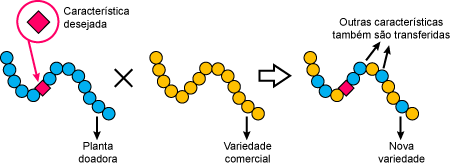 Característica
desejada
Outras características
também são transferidas
Planta
doadora
Variedade
comercial
Nova
variedade